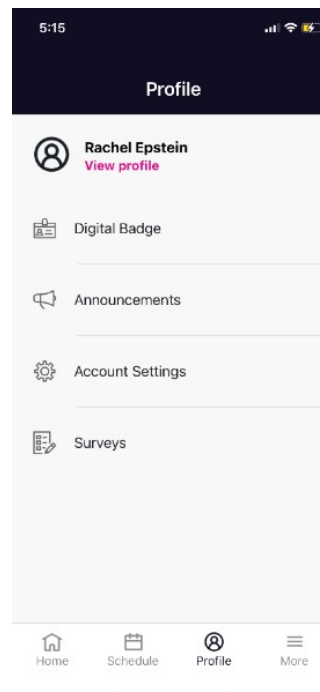 5:15
Profile
Rachel Epstein
View profile
Digital Badge
Announcements
Account Settings
Surveys
Home Schedule Profile More